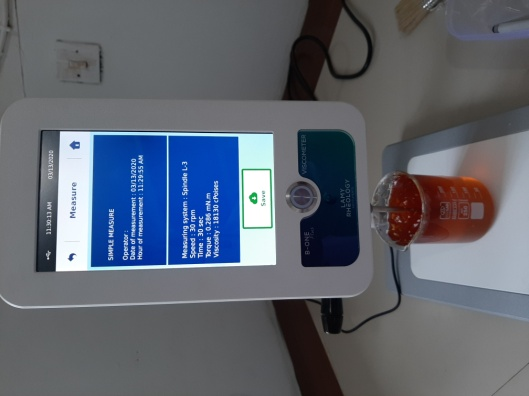 11:30:13 AM 03/13/2020
Measure
SIMPLE MEASURE
Operator :
Date of measurement : 03/13/2020
Hour of measurement : 11:29:55 AM
Measuring system : Spindle L-3
Speed : 30 rpm
Time : 30 sec
Torque : 0.286 mN.m
Viscosity : 18130 cPoises
Save
B-ONE
VISCOMETER
LAMY
RHEOLOGY